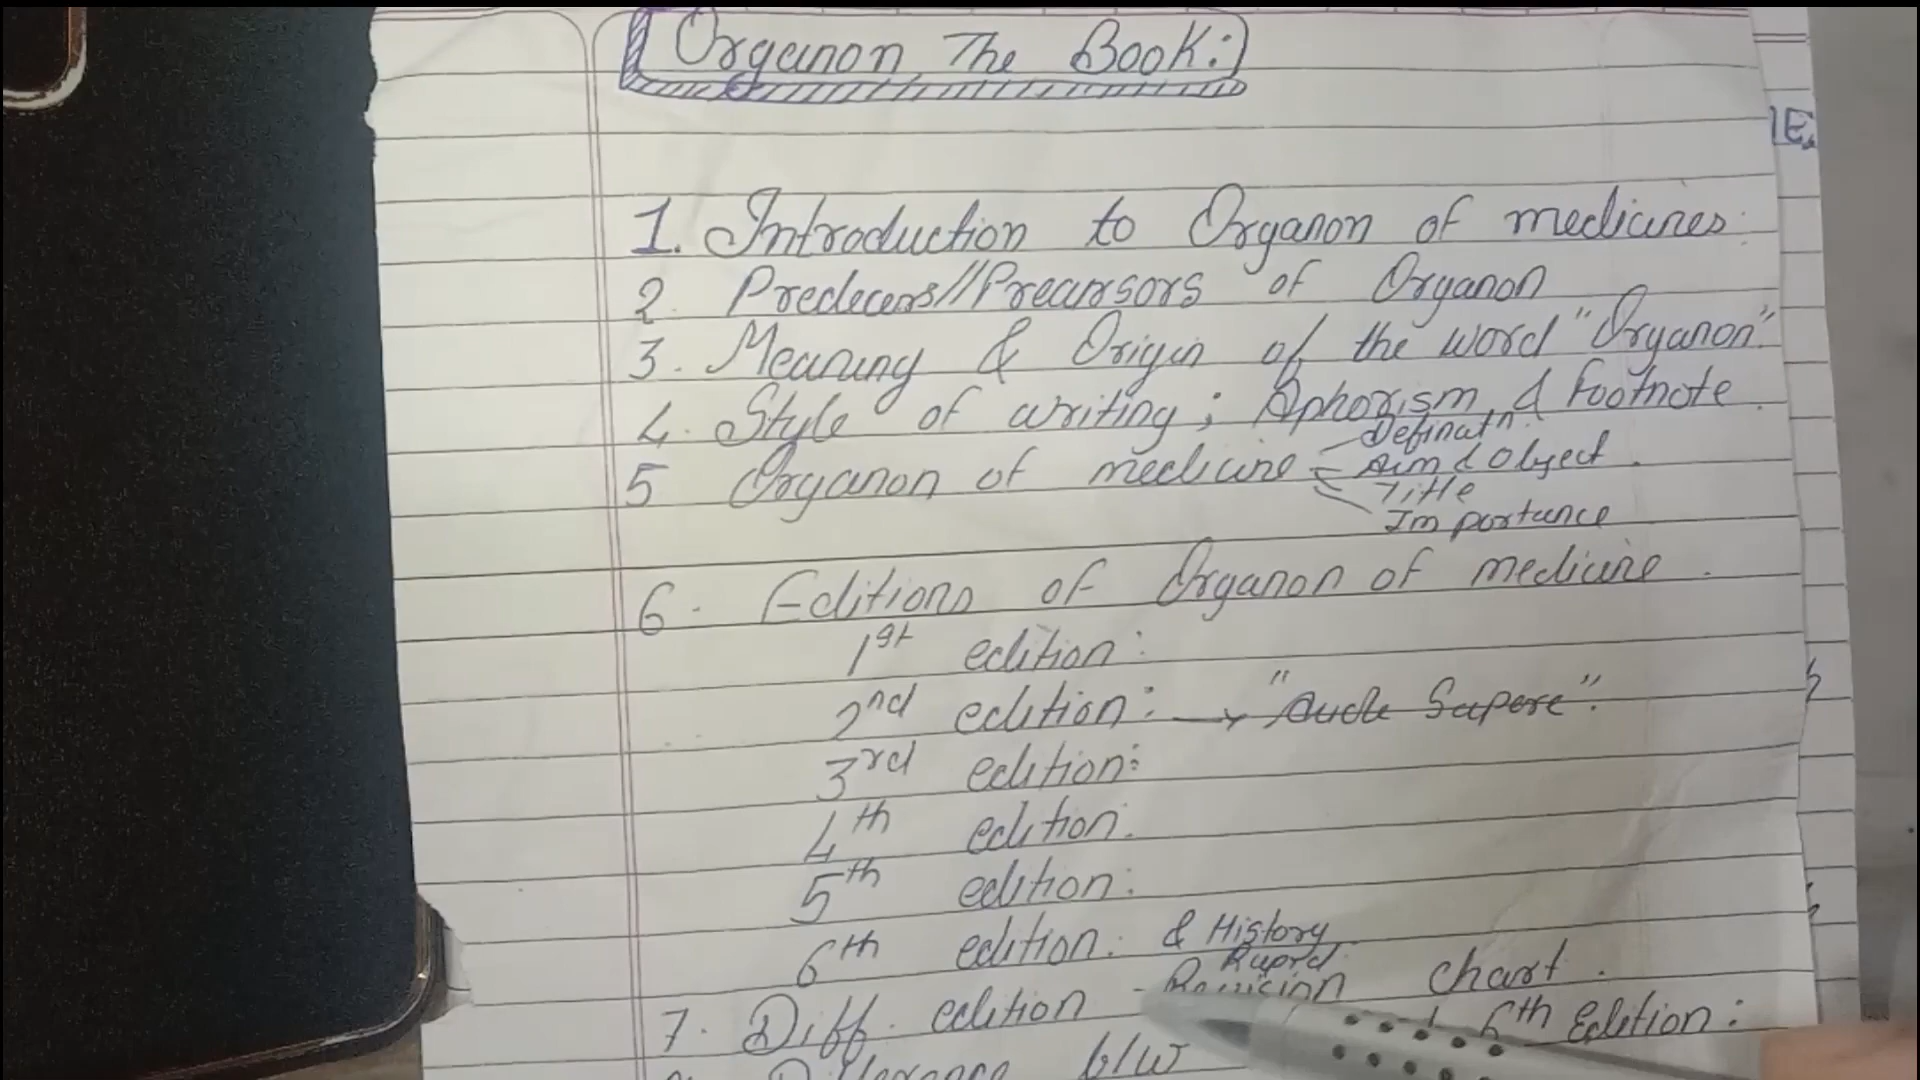 Organon The Book:
1E.
1. Introduction to Organon of medicines.
2. Predecers//Precursors of Organon
3. Meaning & Origin of the word "Organon".
4. Style of writing; Aphorism & Footnote.
5 Organon of medicine
Definatn.
Aim & Object.
Title
Importance
6. Editions of Organon of medicine.
1st edition:
2nd edition: → "Aude Sapere".
3rd edition:
4th edition.
5th edition:
6th edition: & History
7. Diff. edition - Rapid Revision chart.
b/w 6th Edition: